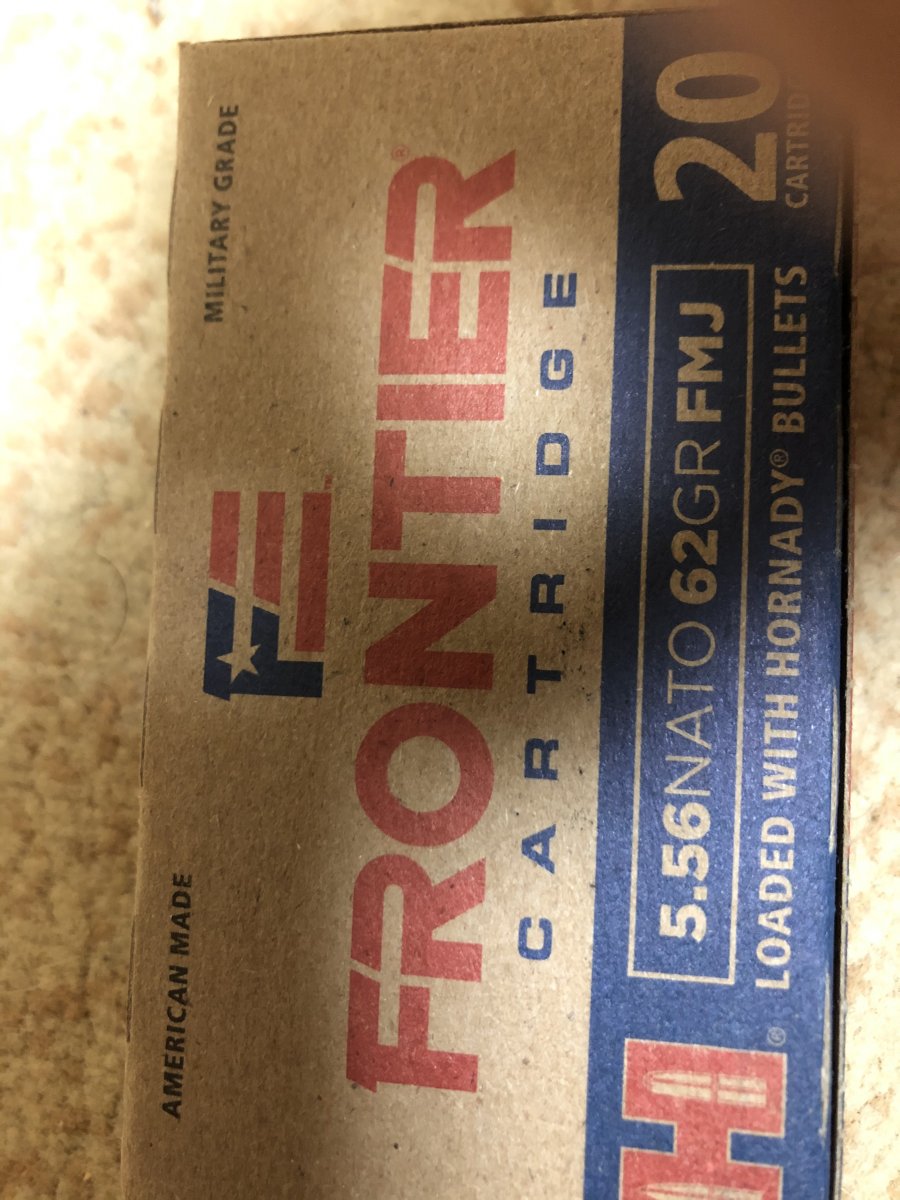 AMERICAN MADE
MILITARY GRADE
FRONTIER®
CARTRIDGE
5.56NATO 62GR FMJ
LOADED WITH HORNADY® BULLETS
20
H®